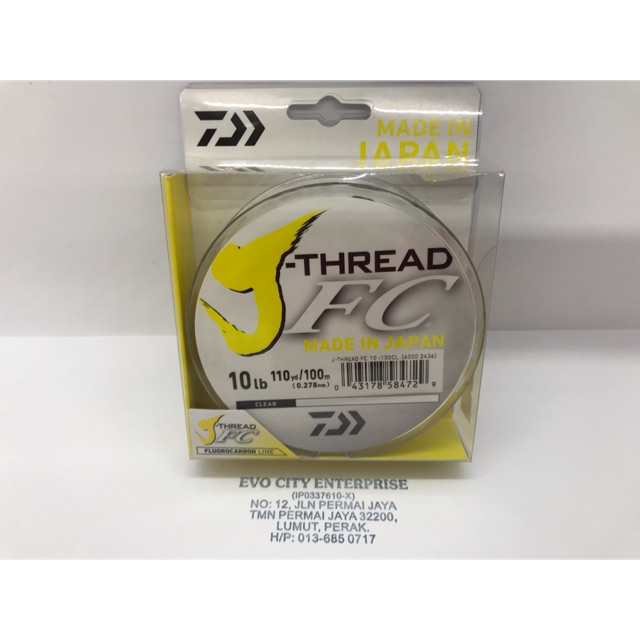 MADE IN
JAPAN
J-THREAD
FC
MADE IN JAPAN
J-THREAD FC 10-100CL
10 lb 110yd/100m
(0.278mm)
0 43178 58472 9
CLEAR
J-THREAD
FC
FLUOROCARBON LINE
EVO CITY ENTERPRISE
(IP0337610-X)
NO: 12, JLN PERMAI JAYA
TMN PERMAI JAYA 32200,
LUMUT, PERAK.
H/P: 013-685 0717